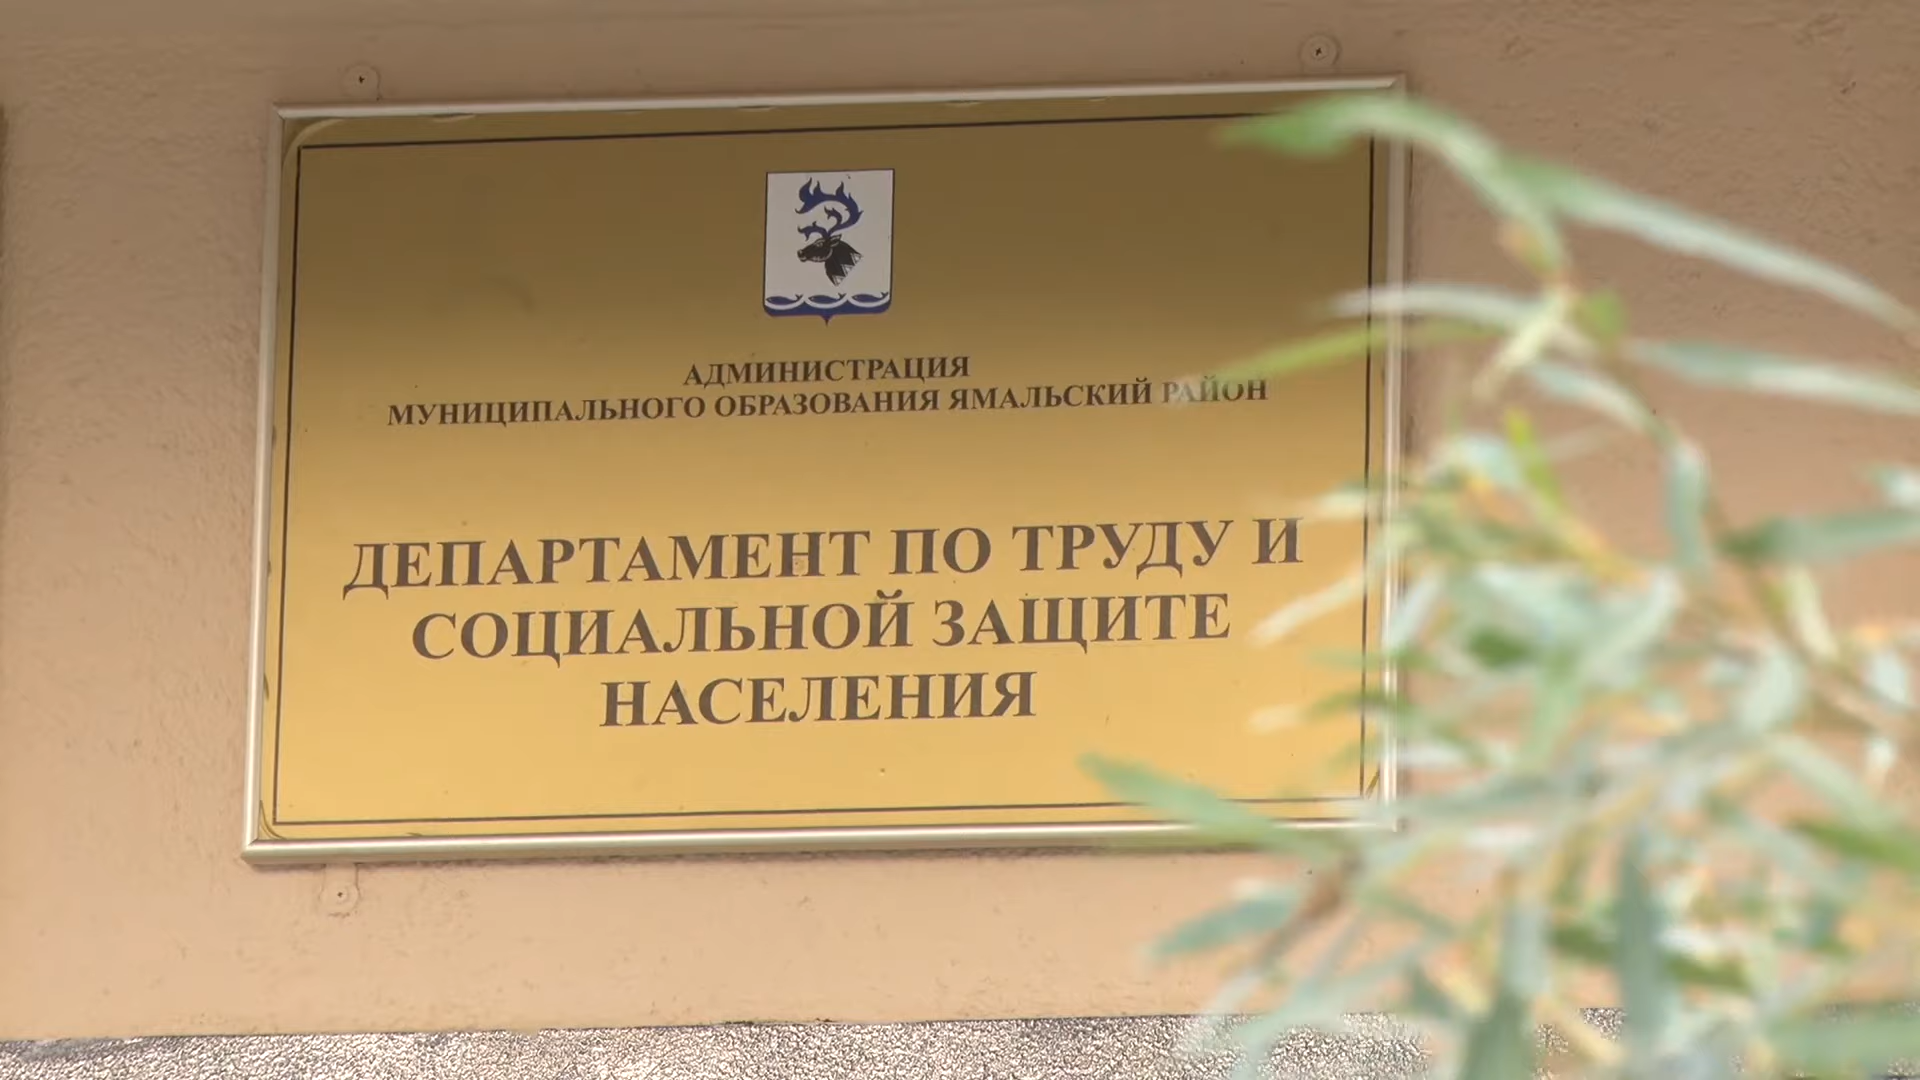 АДМИНИСТРАЦИЯ
МУНИЦИПАЛЬНОГО ОБРАЗОВАНИЯ ЯМАЛЬСКИЙ РАЙОН
ДЕПАРТАМЕНТ ПО ТРУДУ И
СОЦИАЛЬНОЙ ЗАЩИТЕ
НАСЕЛЕНИЯ